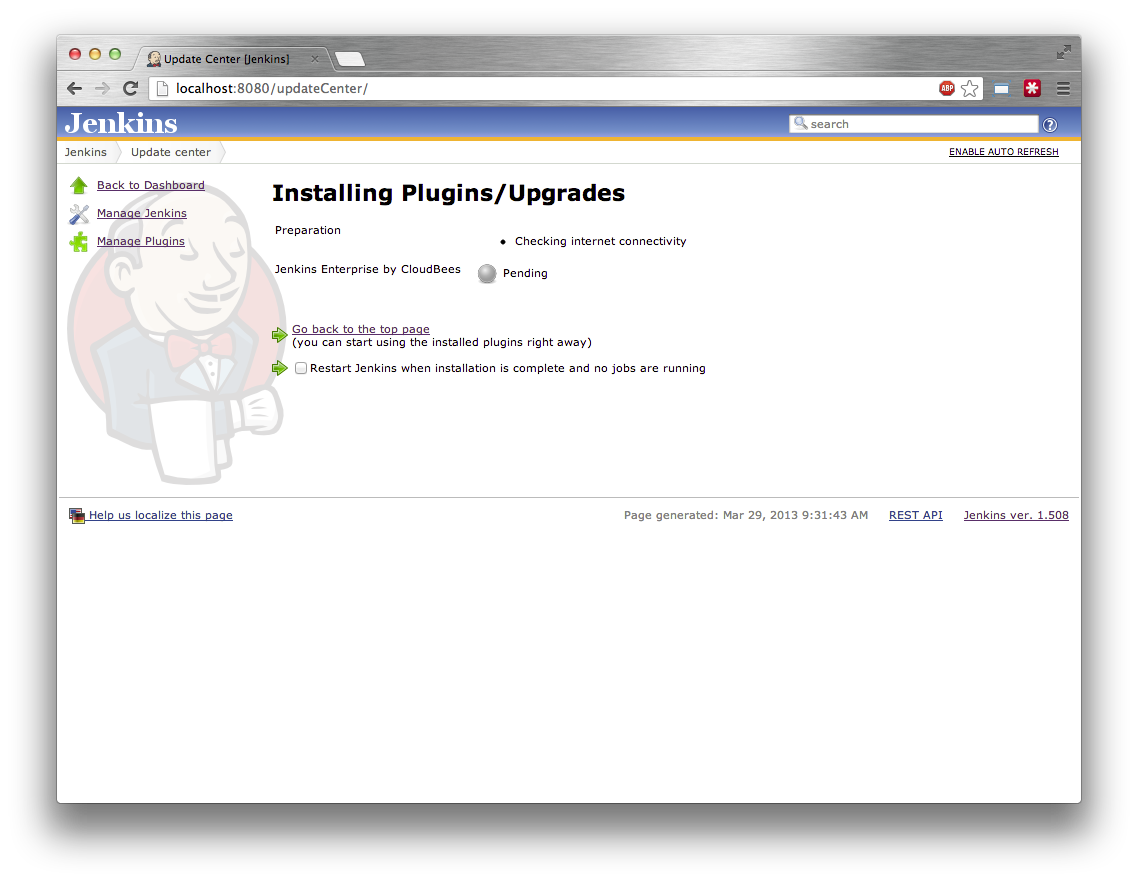 Update Center [Jenkins]
localhost:8080/updateCenter/
ABP
Jenkins
search
Jenkins
Update center
ENABLE AUTO REFRESH
Back to Dashboard
Manage Jenkins
Manage Plugins
Installing Plugins/Upgrades
Preparation
Checking internet connectivity
Jenkins Enterprise by CloudBees
Pending
Go back to the top page
(you can start using the installed plugins right away)
Restart Jenkins when installation is complete and no jobs are running
Help us localize this page
Page generated: Mar 29, 2013 9:31:43 AM
REST API
Jenkins ver. 1.508